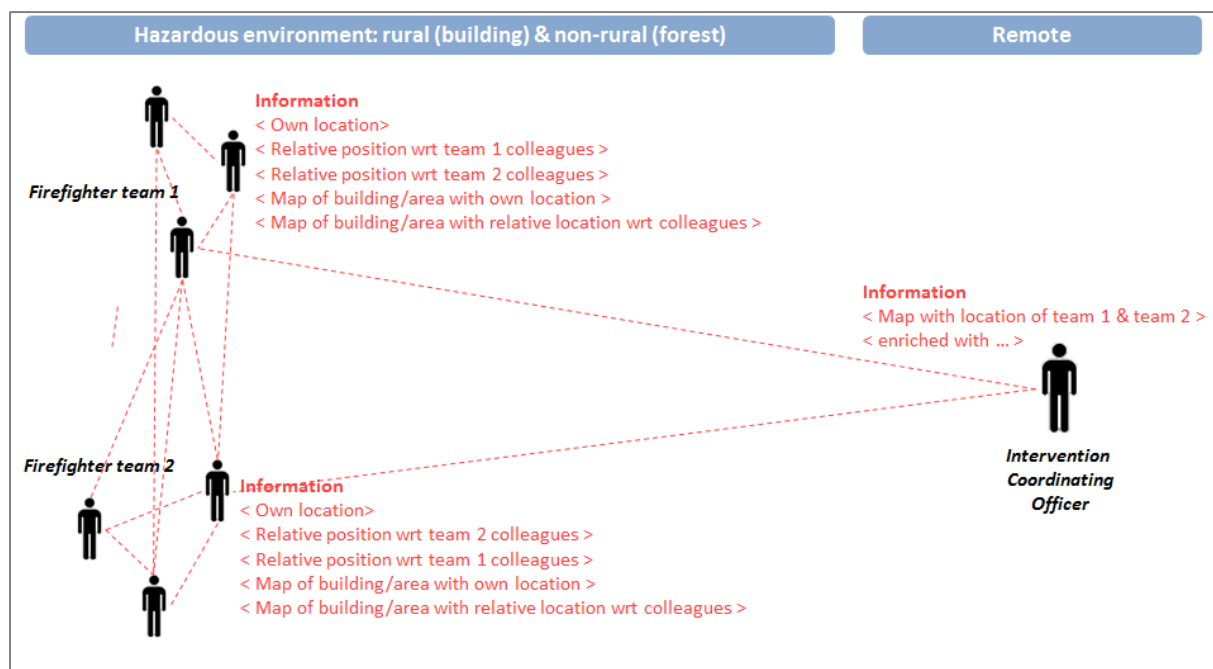 Hazardous environment: rural (building) & non-rural (forest)
Remote
Information
< Own location>
< Relative position wrt team 1 colleagues >
< Relative position wrt team 2 colleagues >
< Map of building/area with own location >
< Map of building/area with relative location wrt colleagues >
Firefighter team 1
Information
< Map with location of team 1 & team 2 >
< enriched with ... >
Intervention
Coordinating
Officer
Firefighter team 2
Information
< Own location>
< Relative position wrt team 2 colleagues >
< Relative position wrt team 1 colleagues >
< Map of building/area with own location >
< Map of building/area with relative location wrt colleagues >